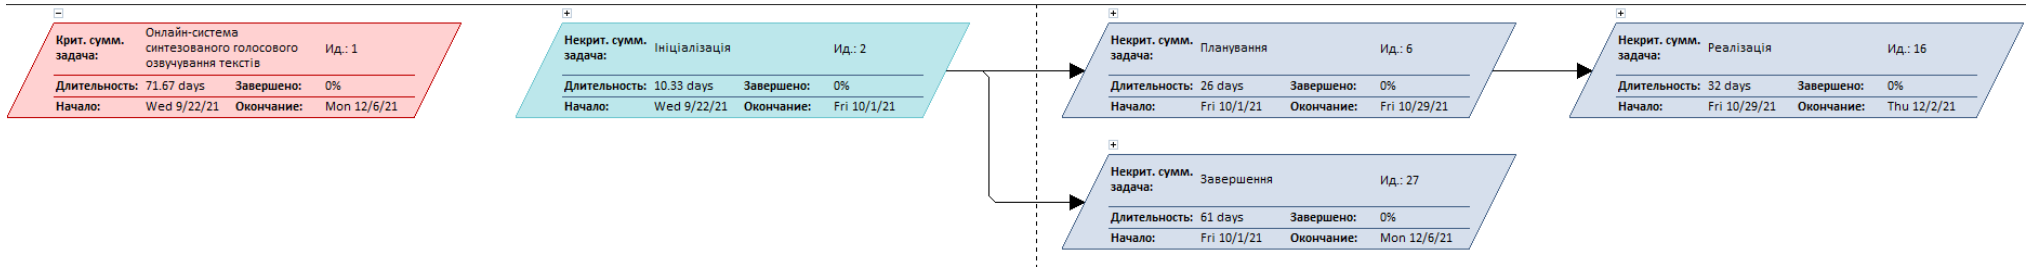 Крит. сумм. задача:
Онлайн-система синтезованого голосового озвучування текстів
Ид.: 1
Длительность: 71.67 days Завершено: 0%
Начало: Wed 9/22/21 Окончание: Mon 12/6/21
Некрит. сумм. задача:
Ініціалізація
Ид.: 2
Длительность: 10.33 days Завершено: 0%
Начало: Wed 9/22/21 Окончание: Fri 10/1/21
Некрит. сумм. задача:
Планування
Ид.: 6
Длительность: 26 days Завершено: 0%
Начало: Fri 10/1/21 Окончание: Fri 10/29/21
Некрит. сумм. задача:
Реалізація
Ид.: 16
Длительность: 32 days Завершено: 0%
Начало: Fri 10/29/21 Окончание: Thu 12/2/21
Некрит. сумм. задача:
Завершення
Ид.: 27
Длительность: 61 days Завершено: 0%
Начало: Fri 10/1/21 Окончание: Mon 12/6/21